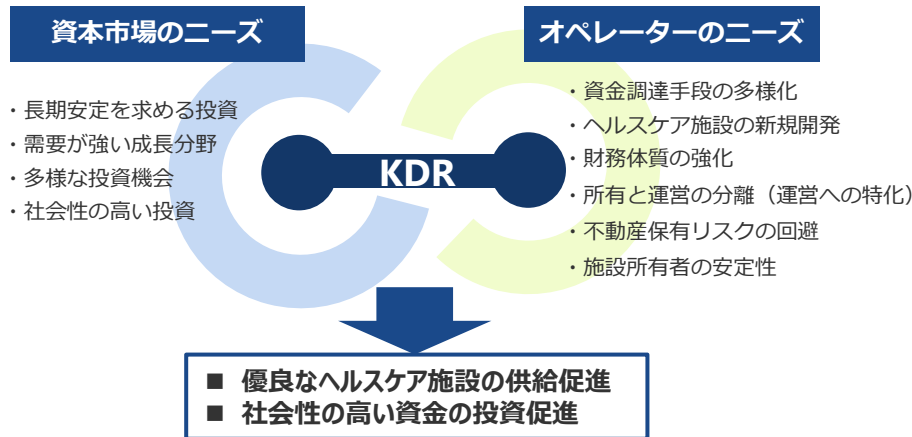 資本市場のニーズ
・長期安定を求める投資
・需要が強い成長分野
・多様な投資機会
・社会性の高い投資
KDR
オペレーターのニーズ
・資金調達手段の多様化
・ヘルスケア施設の新規開発
・財務体質の強化
・所有と運営の分離（運営への特化）
・不動産保有リスクの回避
・施設所有者の安定性
■ 優良なヘルスケア施設の供給促進
■ 社会性の高い資金の投資促進